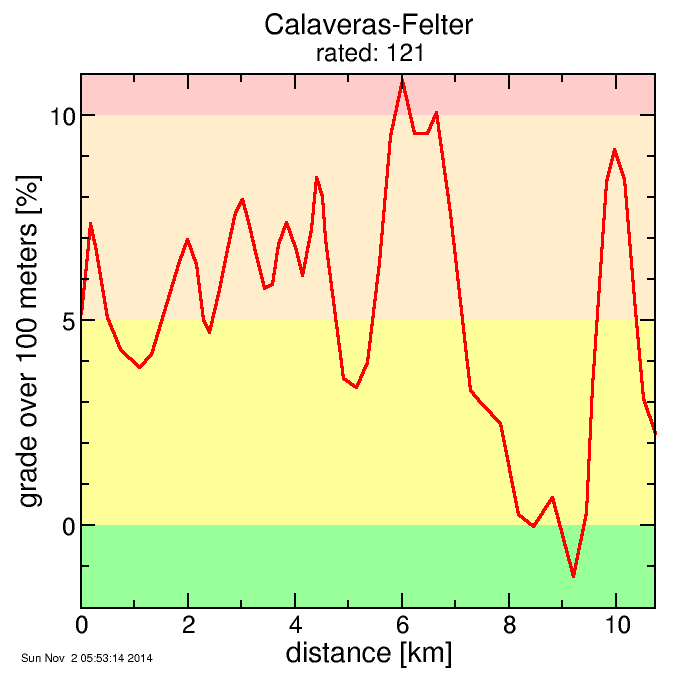 Calaveras-Felter
rated: 121
grade over 100 meters [%]
10
5
0
0 2 4 6 8 10
distance [km]
Sun Nov 2 05:53:14 2014